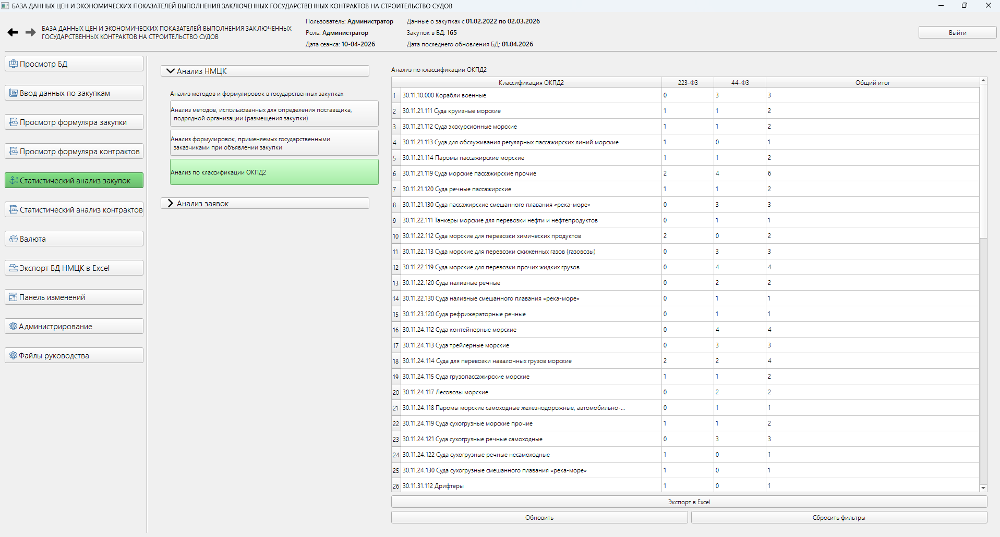 БАЗА ДАННЫХ ЦЕН И ЭКОНОМИЧЕСКИХ ПОКАЗАТЕЛЕЙ ВЫПОЛНЕНИЯ ЗАКЛЮЧЕННЫХ ГОСУДАРСТВЕННЫХ КОНТРАКТОВ НА СТРОИТЕЛЬСТВО СУДОВ
БАЗА ДАННЫХ ЦЕН И ЭКОНОМИЧЕСКИХ ПОКАЗАТЕЛЕЙ ВЫПОЛНЕНИЯ ЗАКЛЮЧЕННЫХ
ГОСУДАРСТВЕННЫХ КОНТРАКТОВ НА СТРОИТЕЛЬСТВО СУДОВ
Пользователь: Администратор
Роль: Администратор
Дата сеанса: 10-04-2026
Данные о закупках с 01.02.2022 по 02.03.2026
Закупок в БД: 165
Дата последнего обновления БД: 01.04.2026
Выйти
Просмотр БД
Ввод данных по закупкам
Просмотр формуляра закупки
Просмотр формуляра контрактов
Статистический анализ закупок
Статистический анализ контрактов
Валюта
Экспорт БД НМЦК в Excel
Панель изменений
Администрирование
Файлы руководства
Анализ НМЦК
Анализ методов и формулировок в государственных закупках
Анализ методов, использованных для определения поставщика,
подрядной организации (размещения закупки)
Анализ формулировок, применяемых государственными
заказчиками при объявлении закупки
Анализ по классификации ОКПД2
Анализ заявок
Анализ по классификации ОКПД2
Классификация ОКПД2 223-ФЗ 44-ФЗ Общий итог
1 30.11.10.000 Корабли военные 0 3 3
2 30.11.21.111 Суда круизные морские 1 1 2
3 30.11.21.112 Суда экскурсионные морские 1 1 2
4 30.11.21.113 Суда для обслуживания регулярных пассажирских линий морские 1 0 1
5 30.11.21.114 Паромы пассажирские морские 1 1 2
6 30.11.21.119 Суда морские пассажирские прочие 2 4 6
7 30.11.21.120 Суда речные пассажирские 1 1 2
8 30.11.21.130 Суда пассажирские смешанного плавания «река-море» 0 3 3
9 30.11.22.111 Танкеры морские для перевозки нефти и нефтепродуктов 0 1 1
10 30.11.22.112 Суда морские для перевозки химических продуктов 2 0 2
11 30.11.22.113 Суда морские для перевозки сжиженных газов (газовозы) 0 3 3
12 30.11.22.119 Суда морские для перевозки прочих жидких грузов 0 4 4
13 30.11.22.120 Суда наливные речные 0 2 2
14 30.11.22.130 Суда наливные смешанного плавания «река-море» 0 1 1
15 30.11.23.120 Суда рефрижераторные речные 0 1 1
16 30.11.24.112 Суда контейнерные морские 0 4 4
17 30.11.24.113 Суда трейлерные морские 0 3 3
18 30.11.24.114 Суда для перевозки навалочных грузов морские 2 2 4
19 30.11.24.115 Суда грузопассажирские морские 1 1 2
20 30.11.24.117 Лесовозы морские 0 2 2
21 30.11.24.118 Паромы морские самоходные железнодорожные, автомобильно-... 0 1 1
22 30.11.24.119 Суда сухогрузные морские прочие 1 1 2
23 30.11.24.121 Суда сухогрузные речные самоходные 0 3 3
24 30.11.24.122 Суда сухогрузные речные несамоходные 1 0 1
25 30.11.24.130 Суда сухогрузные смешанного плавания «река-море» 1 0 1
26 30.11.31.112 Дрифтеры 1 0 1
Экспорт в Excel
Обновить
Сбросить фильтры